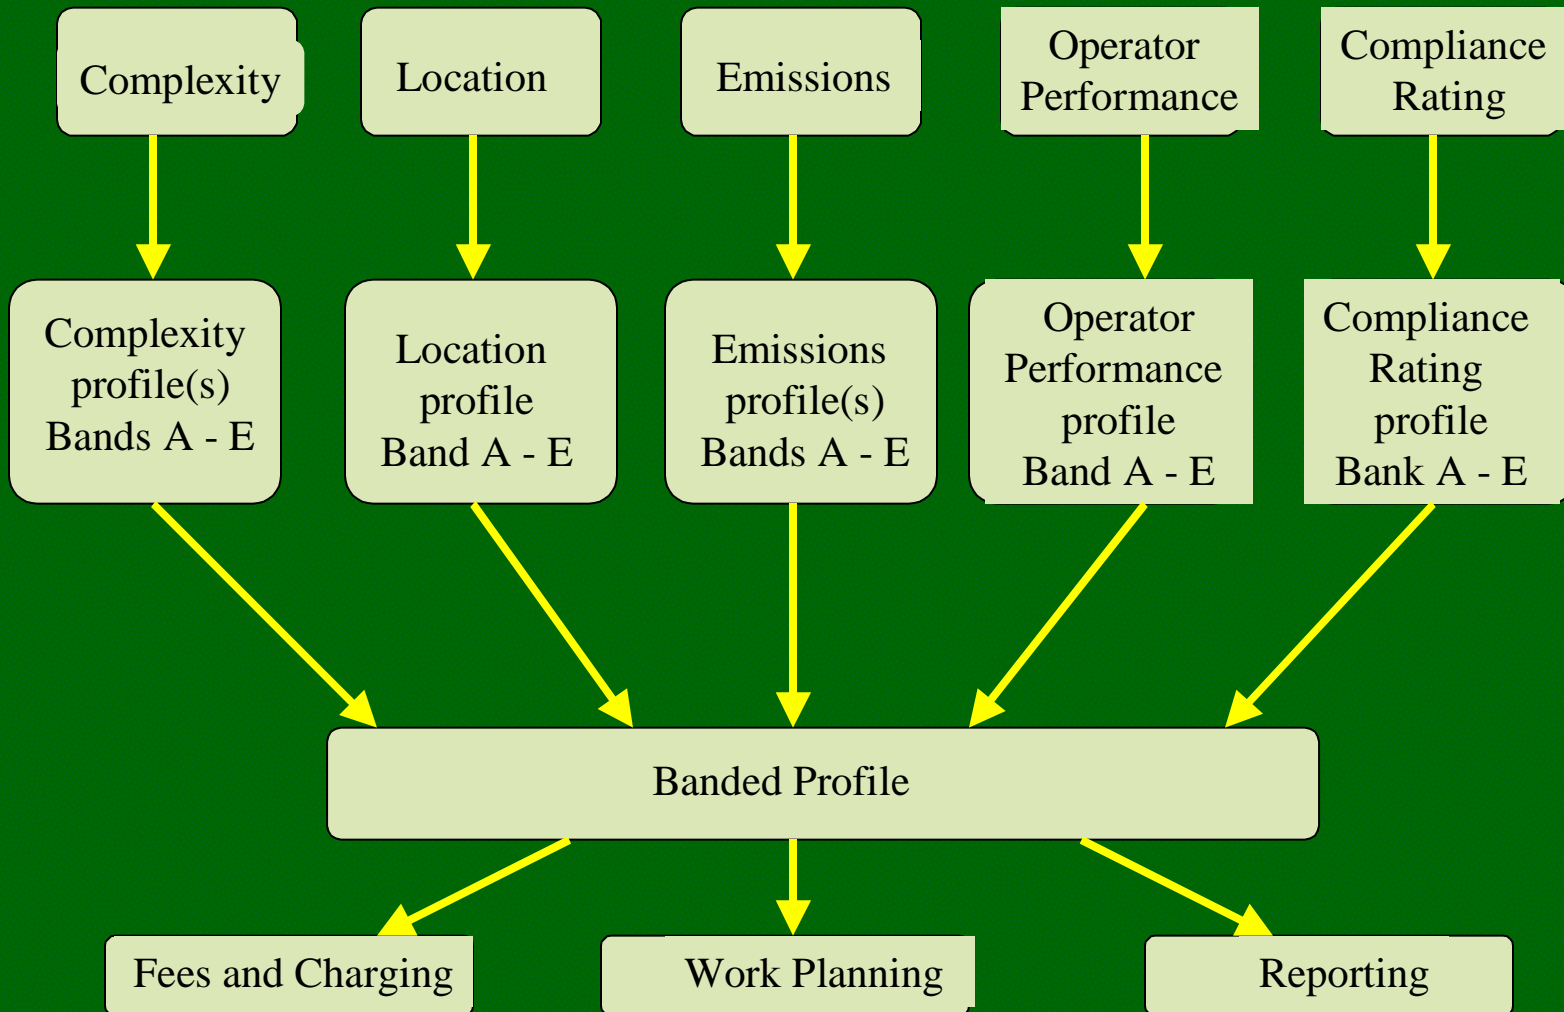 Complexity
Location
Emissions
Operator
Performance
Compliance
Rating
Complexity
profile(s)
Bands A - E
Location
profile
Band A - E
Emissions
profile(s)
Bands A - E
Operator
Performance
profile
Band A - E
Compliance
Rating
profile
Bank A - E
Banded Profile
Fees and Charging
Work Planning
Reporting